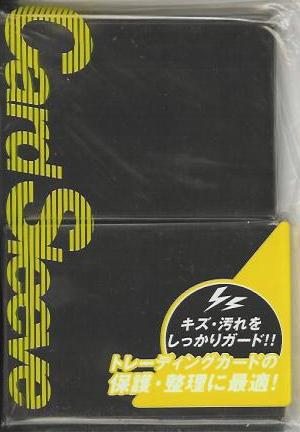 Card Sleeve
キズ・汚れを
しっかりガード!!
トレーディングカードの
保護・整理に最適!